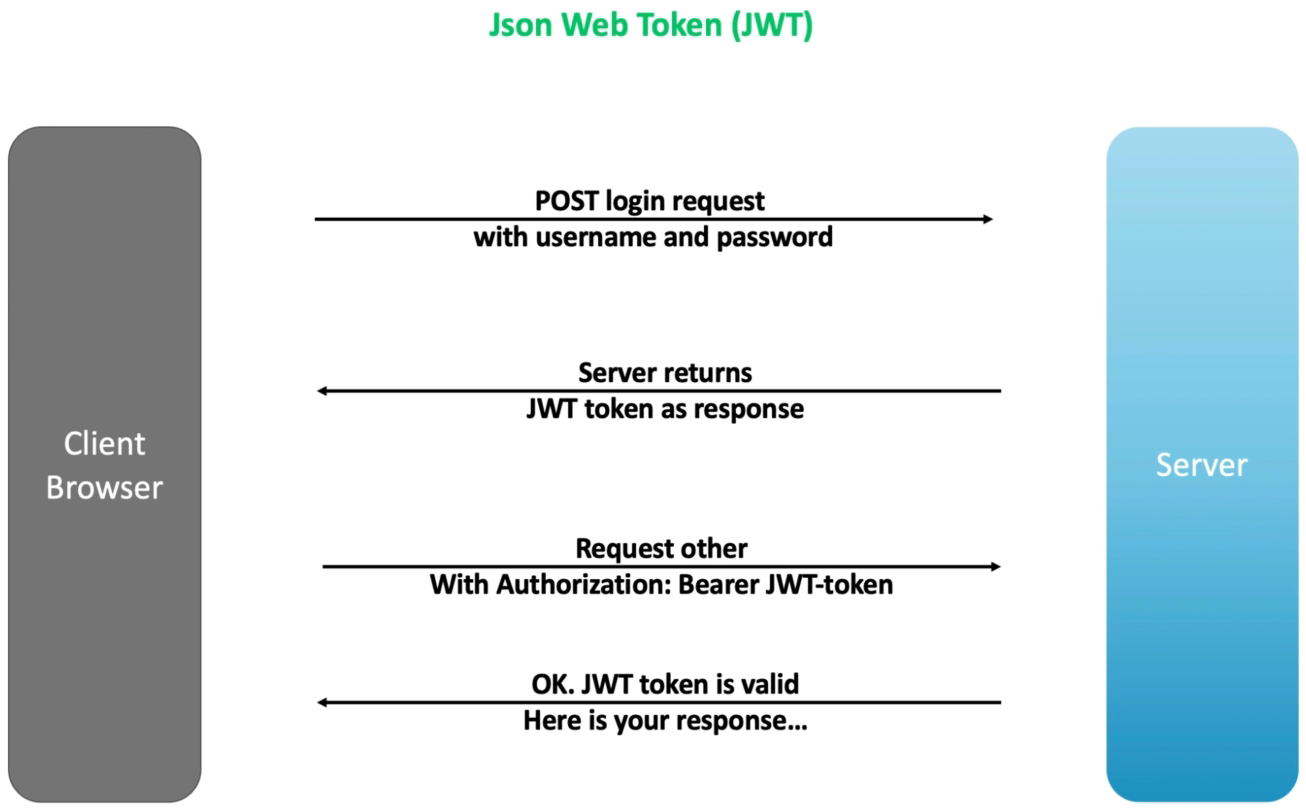 Json Web Token (JWT)
POST login request
with username and password
Server returns
JWT token as response
Client
Browser
Server
Request other
With Authorization: Bearer JWT-token
OK. JWT token is valid
Here is your response...